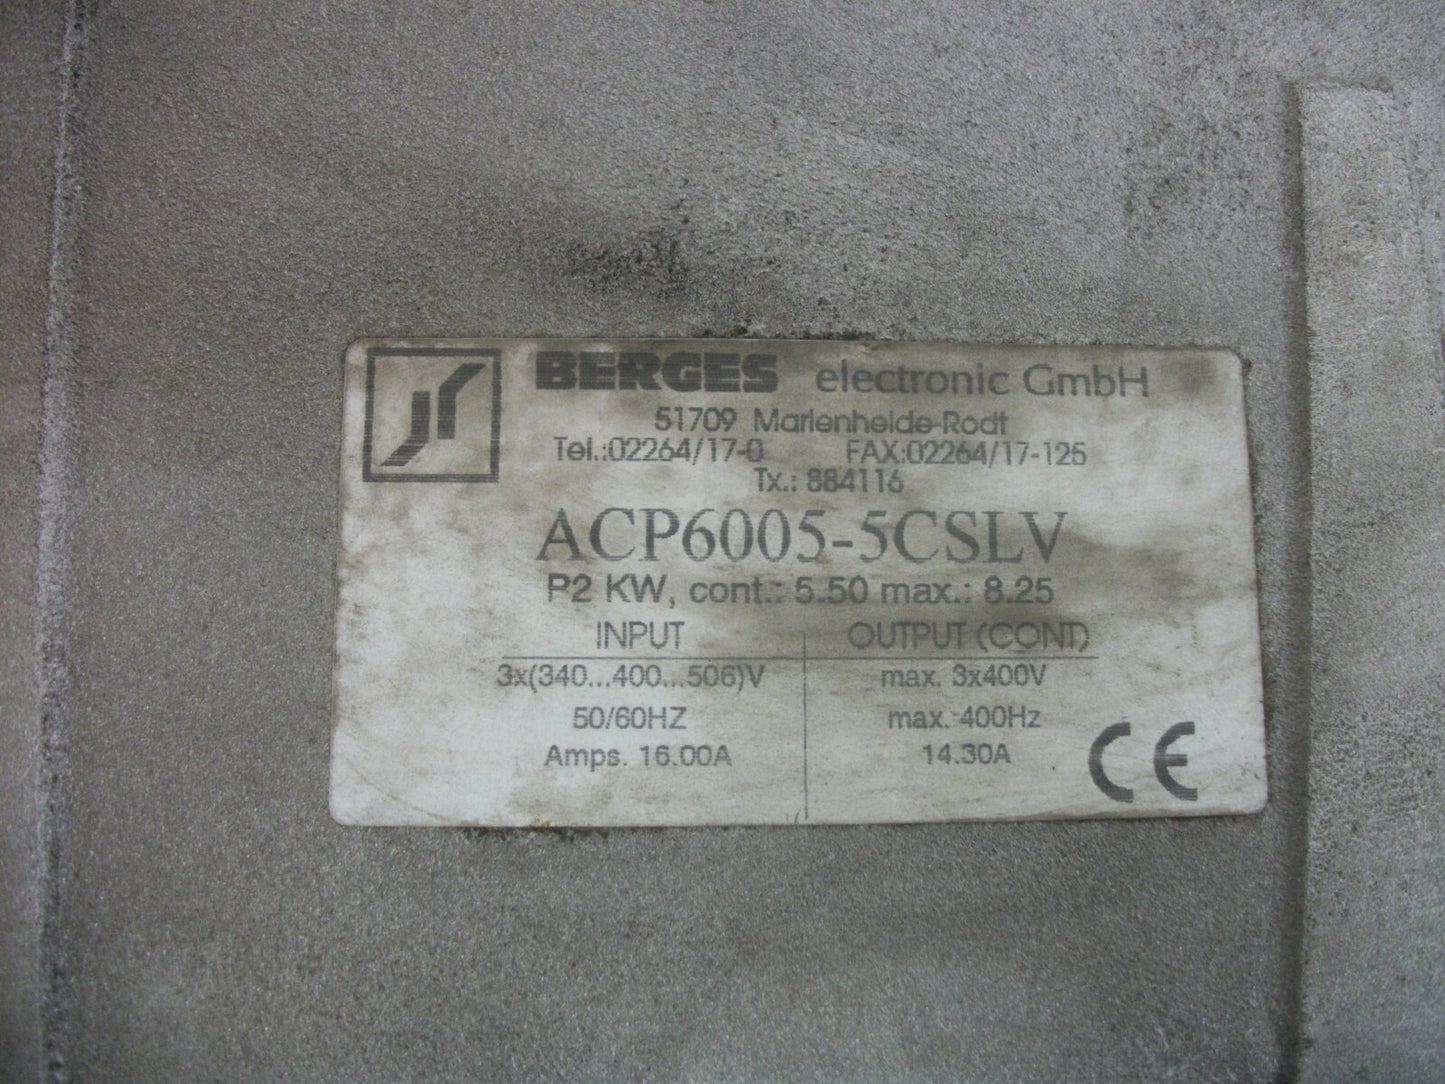 BERGES electronic GmbH
51709 Marienheide-Rodt
Tel.:02264/17-0 FAX:02264/17-125
Tx.: 884116
ACP6005-5CSLV
P2 KW, cont.: 5.50 max.: 8.25
INPUT OUTPUT (CONT)
3x(340...400...506)V max. 3x400V
50/60HZ max. 400Hz
Amps. 16.00A 14.30A
CE